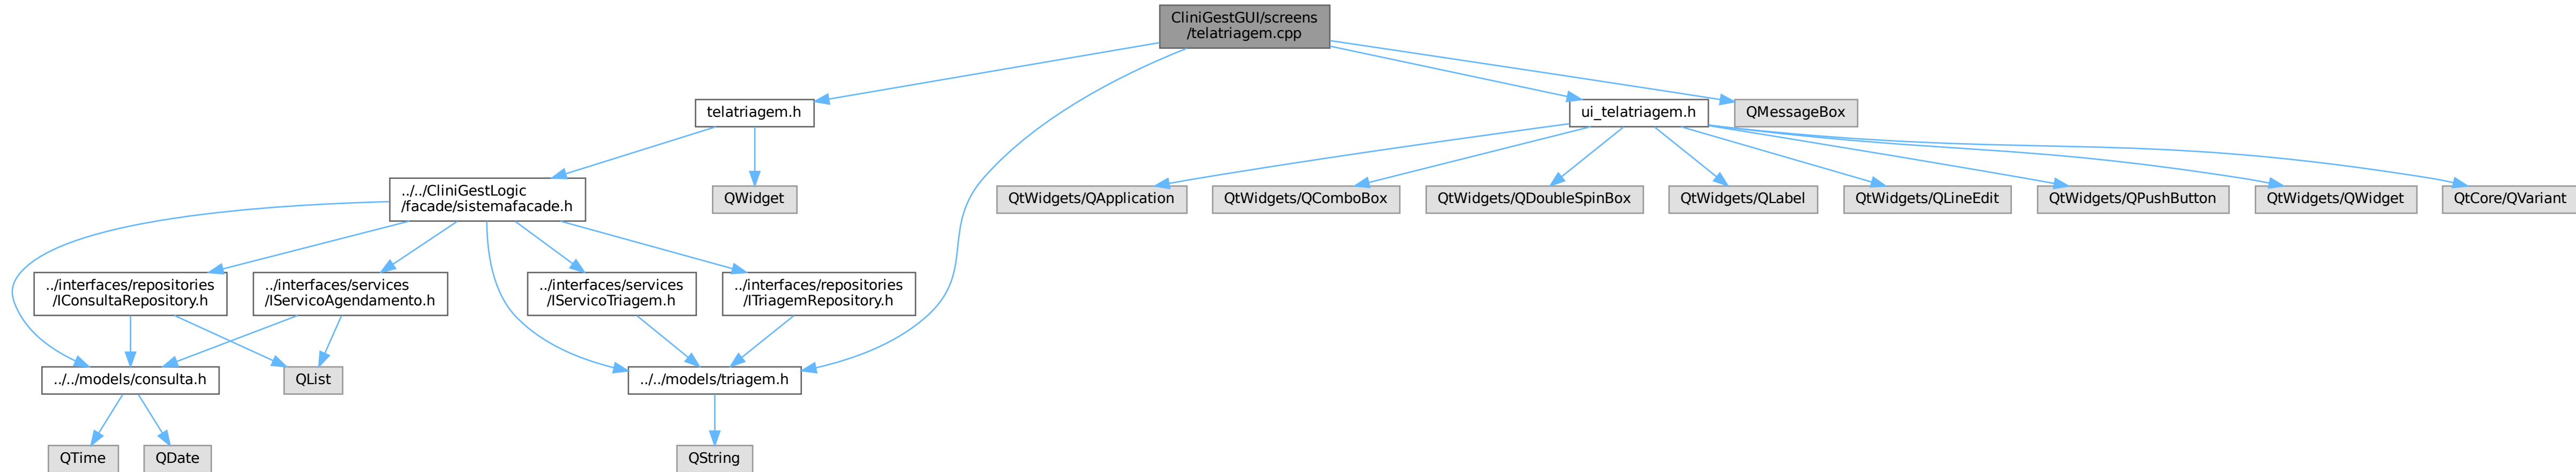 CliniGestGUI/screens
/telatriagem.cpp
telatriagem.h
ui_telatriagem.h
QMessageBox
../../CliniGestLogic
/facade/sistemafacade.h
QWidget
QtWidgets/QApplication
QtWidgets/QComboBox
QtWidgets/QDoubleSpinBox
QtWidgets/QLabel
QtWidgets/QLineEdit
QtWidgets/QPushButton
QtWidgets/QWidget
QtCore/QVariant
../interfaces/repositories
/IConsultaRepository.h
../interfaces/services
/IServicoAgendamento.h
../interfaces/services
/IServicoTriagem.h
../interfaces/repositories
/ITriagemRepository.h
../../models/consulta.h
QList
../../models/triagem.h
QTime
QDate
QString